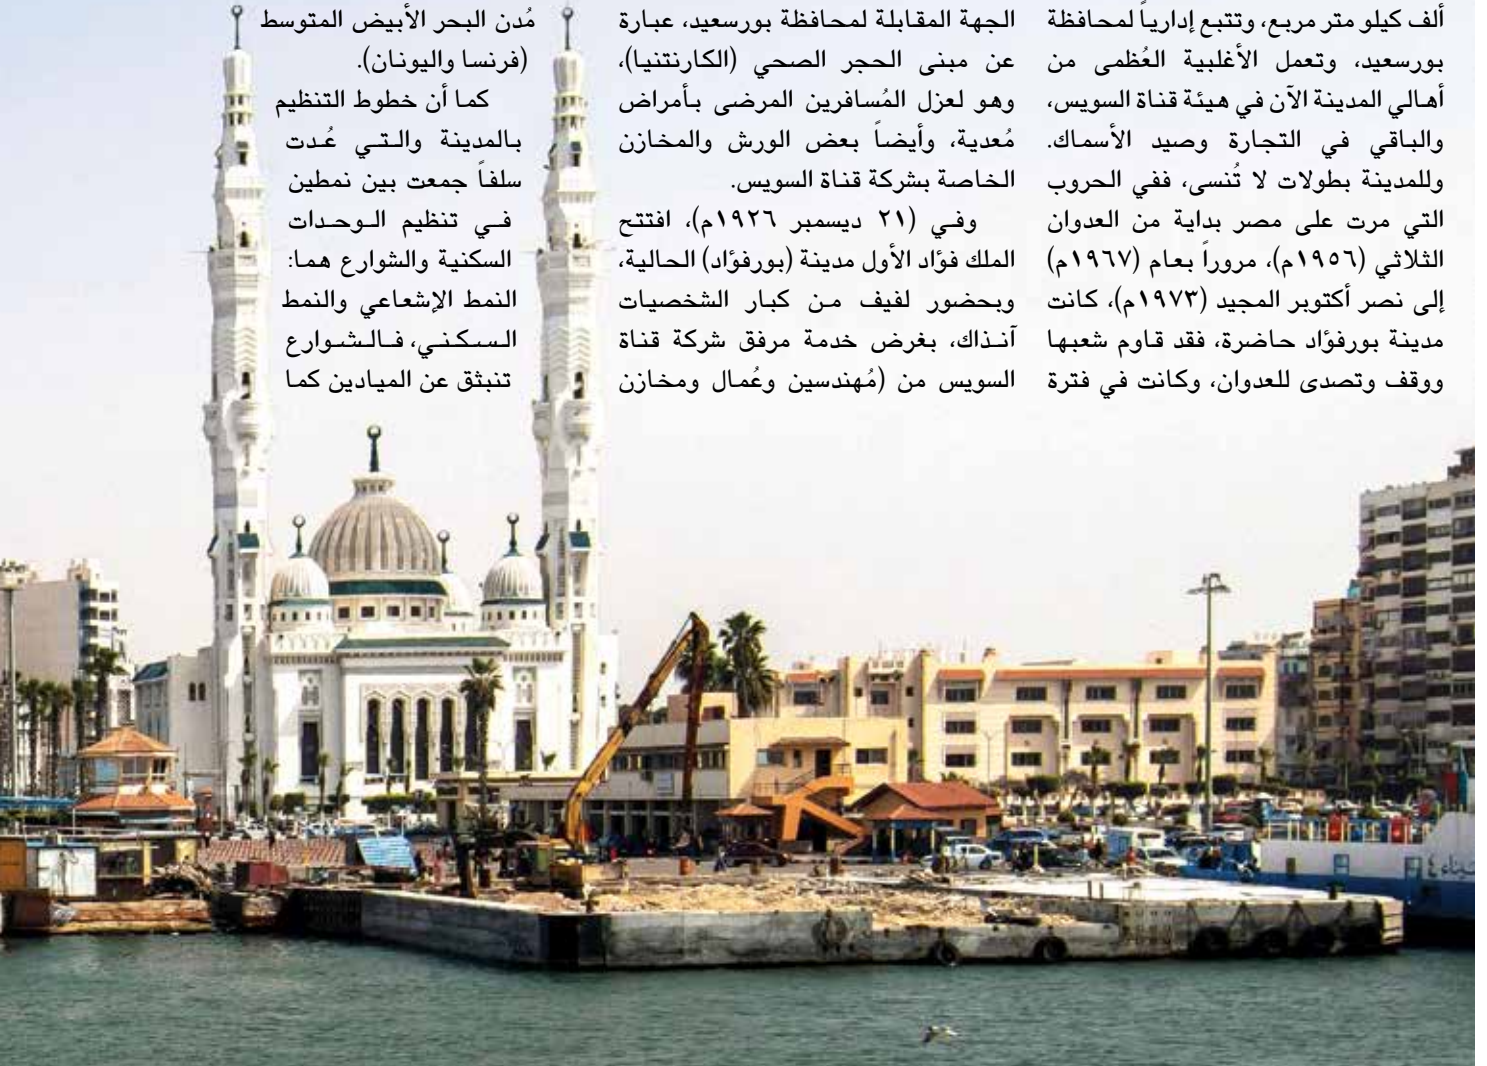 ألف كيلو متر مربع، وتتبع إدارياً لمحافظة
بورسعيد، وتعمل الأغلبية العُظمى من
أهالي المدينة الآن في هيئة قناة السويس،
والباقي في التجارة وصيد الأسماك.
وللمدينة بطولات لا تُنسى، ففي الحروب
التي مرت على مصر بداية من العدوان
الثلاثي (١٩٥٦م)، مروراً بعام (١٩٦٧م)
إلى نصر أكتوبر المجيد (١٩٧٣م)، كانت
مدينة بورفؤاد حاضرة، فقد قاوم شعبها
ووقف وتصدى للعدوان، وكانت في فترة
الجهة المقابلة لمحافظة بورسعيد، عبارة
عن مبنى الحجر الصحي (الكارنتنيا)،
وهو لعزل المُسافرين المرضى بأمراض
مُعدية، وأيضاً بعض الورش والمخازن
الخاصة بشركة قناة السويس.
وفي (٢١ ديسمبر ١٩٢٦م)، افتتح
الملك فؤاد الأول مدينة (بورفؤاد) الحالية،
وبحضور لفيف من كبار الشخصيات
آنذاك، بغرض خدمة مرفق شركة قناة
السويس من (مُهندسين وعُمال ومخازن
مُدن البحر الأبيض المتوسط
(فرنسا واليونان).
كما أن خطوط التنظيم
بالمدينة والتي عُدت
سلفاً جمعت بين نمطين
في تنظيم الوحدات
السكنية والشوارع هما:
النمط الإشعاعي والنمط
السكني، فالشوارع
تنبثق عن الميادين كما